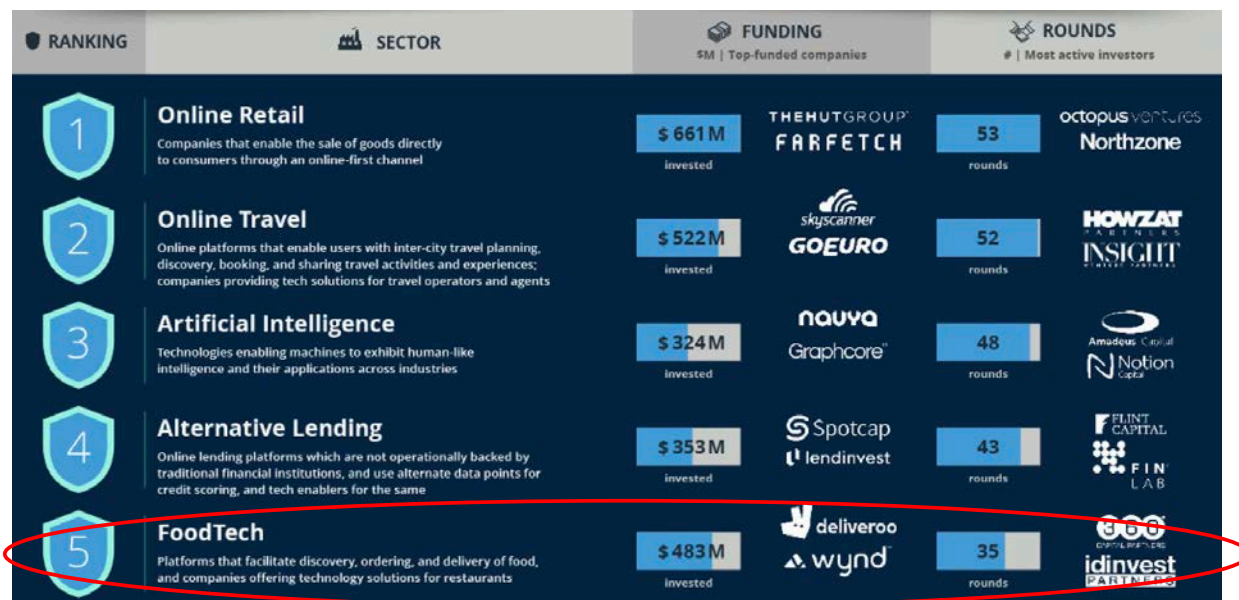 RANKING
SECTOR
FUNDING
$M | Top-funded companies
ROUNDS
# | Most active investors
1
Online Retail
Companies that enable the sale of goods directly
to consumers through an online-first channel
$ 661 M
invested
THEHUTGROUP
FARFETCH
53
rounds
octopusventures
Northzone
2
Online Travel
Online platforms that enable users with inter-city travel planning,
discovery, booking, and sharing travel activities and experiences;
companies providing tech solutions for travel operators and agents
$ 522 M
invested
skyscanner
GOEURO
52
rounds
HOWZAT
PARTNERS
INSIGHT
VENTURE PARTNERS
3
Artificial Intelligence
Technologies enabling machines to exhibit human-like
intelligence and their applications across industries
$ 324 M
invested
navya
Graphcore
48
rounds
Amadeus Capital
Notion
Capital
4
Alternative Lending
Online lending platforms which are not operationally backed by
traditional financial institutions, and use alternate data points for
credit scoring, and tech enablers for the same
$ 353 M
invested
Spotcap
lendinvest
43
rounds
FLINT
CAPITAL
FIN
LAB
5
FoodTech
Platforms that facilitate discovery, ordering, and delivery of food,
and companies offering technology solutions for restaurants
$ 483 M
invested
deliveroo
wynd
35
rounds
360
CAPITAL PARTNERS
idinvest
PARTNERS